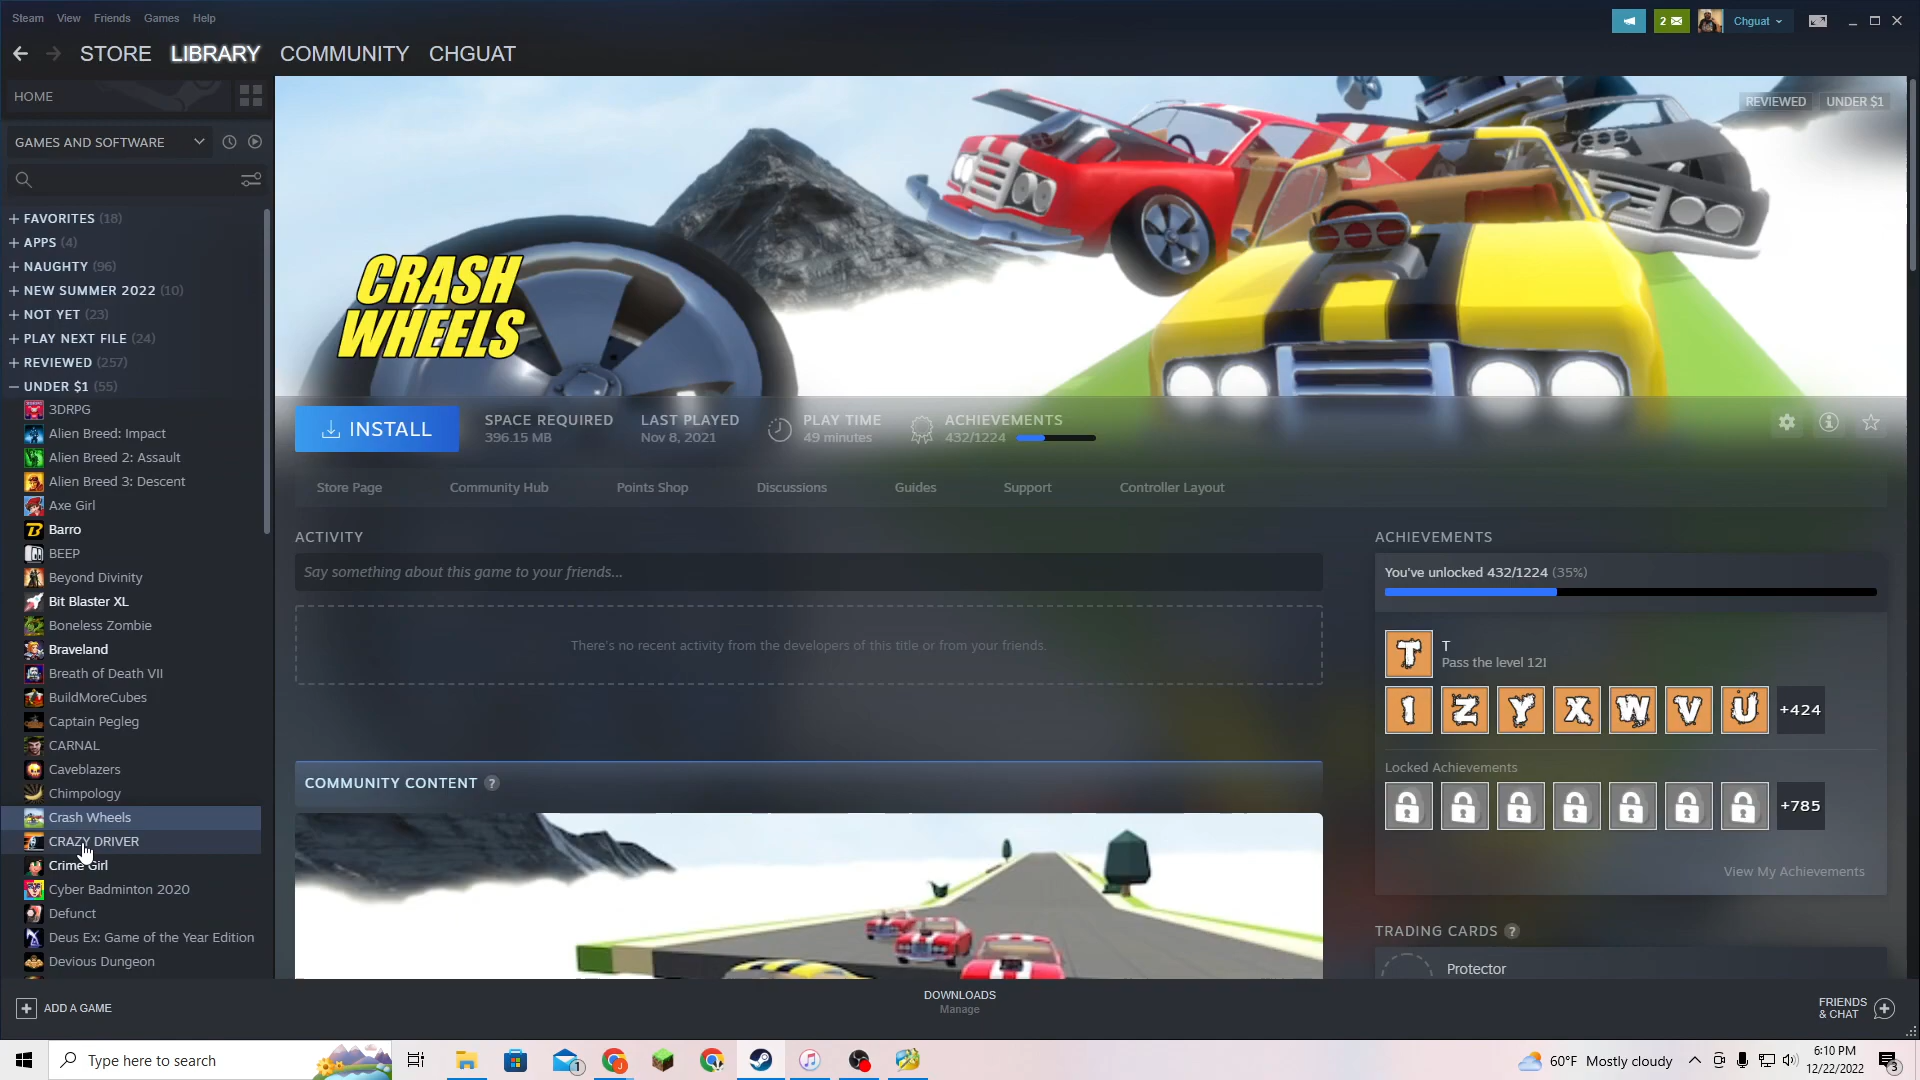 Steam View Friends Games Help
2 Chguat
STORE LIBRARY COMMUNITY CHGUAT
HOME
GAMES AND SOFTWARE
REVIEWED UNDER $1
+ FAVORITES (18)
+ APPS (4)
+ NAUGHTY (96)
+ NEW SUMMER 2022 (10)
+ NOT YET (23)
+ PLAY NEXT FILE (24)
+ REVIEWED (257)
— UNDER $1 (55)
3DRPG
Alien Breed: Impact
Alien Breed 2: Assault
Alien Breed 3: Descent
Axe Girl
Barro
BEEP
Beyond Divinity
Bit Blaster XL
Boneless Zombie
Braveland
Breath of Death VII
BuildMoreCubes
Captain Pegleg
CARNAL
Caveblazers
Chimpology
Crash Wheels
CRAZY DRIVER
Crime Girl
Cyber Badminton 2020
Defunct
Deus Ex: Game of the Year Edition
Devious Dungeon
CRASH
WHEELS
INSTALL
SPACE REQUIRED
396.15 MB
LAST PLAYED
Nov 8, 2021
PLAY TIME
49 minutes
ACHIEVEMENTS
432/1224
Store Page Community Hub Points Shop Discussions Guides Support Controller Layout
ACTIVITY
Say something about this game to your friends...
There's no recent activity from the developers of this title or from your friends.
COMMUNITY CONTENT ?
ACHIEVEMENTS
You've unlocked 432/1224 (35%)
T
T
Pass the level 12!
I Z Y X W V U +424
Locked Achievements
+785
View My Achievements
TRADING CARDS ?
Protector
+ ADD A GAME
DOWNLOADS
Manage
FRIENDS
& CHAT
Type here to search
1
60°F Mostly cloudy
6:10 PM
12/22/2022
3